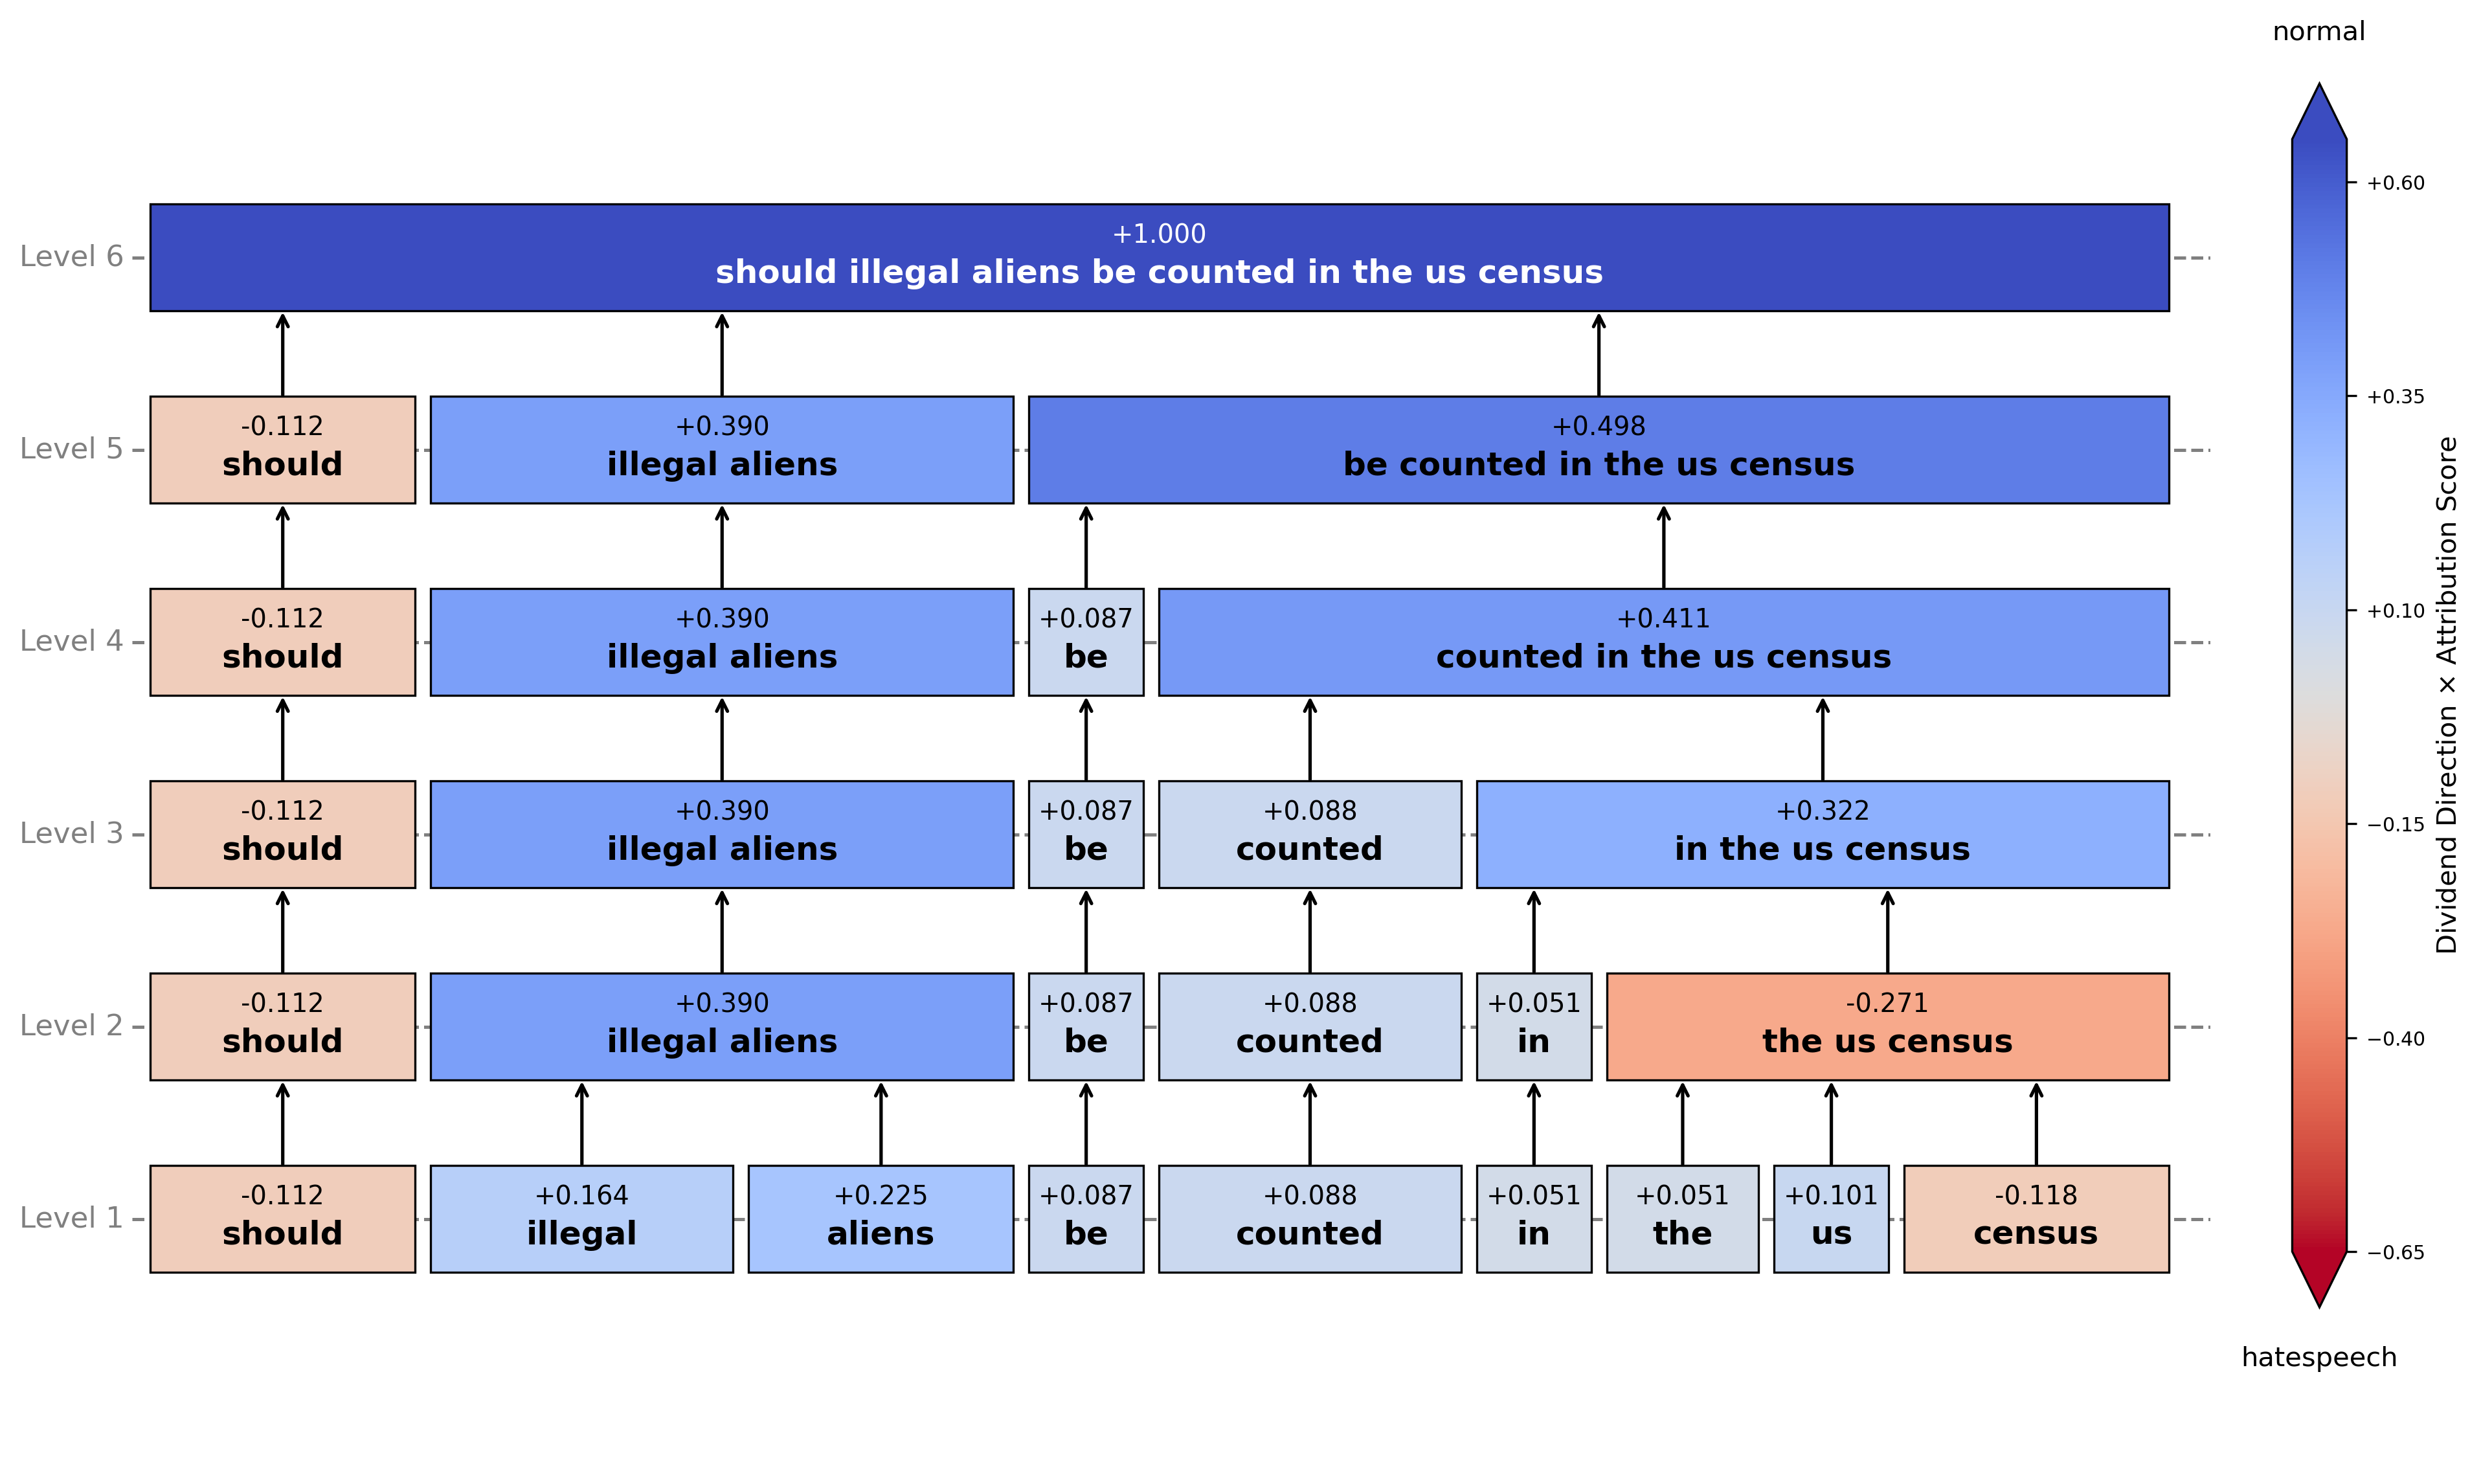 normal
Level 6
+1.000
should illegal aliens be counted in the us census
Level 5
-0.112
should
+0.390
illegal aliens
+0.498
be counted in the us census
Level 4
-0.112
should
+0.390
illegal aliens
+0.087
be
+0.411
counted in the us census
Level 3
-0.112
should
+0.390
illegal aliens
+0.087
be
+0.088
counted
+0.322
in the us census
Level 2
-0.112
should
+0.390
illegal aliens
+0.087
be
+0.088
counted
+0.051
in
-0.271
the us census
Level 1
-0.112
should
+0.164
illegal
+0.225
aliens
+0.087
be
+0.088
counted
+0.051
in
+0.051
the
+0.101
us
-0.118
census
+0.60
+0.35
+0.10
−0.15
−0.40
−0.65
Dividend Direction × Attribution Score
hatespeech